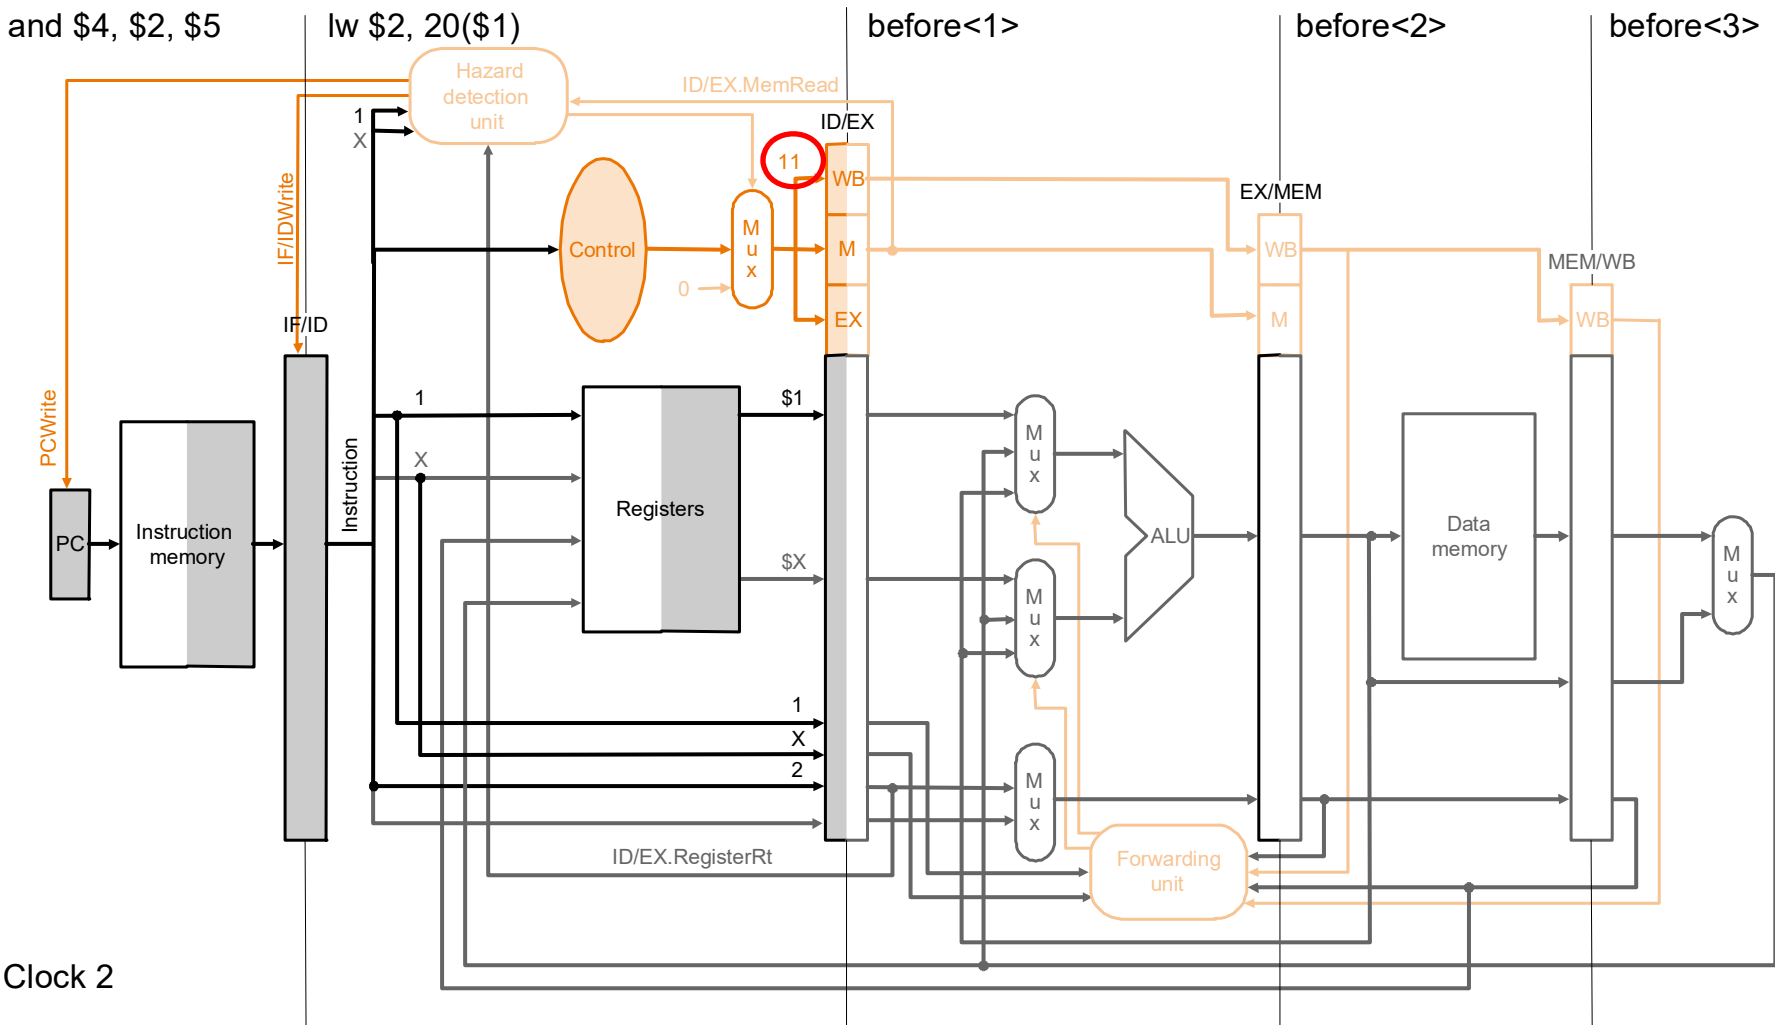 and $4, $2, $5
lw $2, 20($1)
before<1>
before<2>
before<3>
Hazard
detection
unit
ID/EX.MemRead
1
X
ID/EX
11
WB
EX/MEM
IF/IDWrite
Control
M
u
x
M
WB
MEM/WB
0
EX
M
WB
IF/ID
PCWrite
1
$1
M
u
x
Instruction
X
Registers
ALU
Data
memory
PC
Instruction
memory
$X
M
u
x
M
u
x
1
X
2
M
u
x
ID/EX.RegisterRt
Forwarding
unit
Clock 2